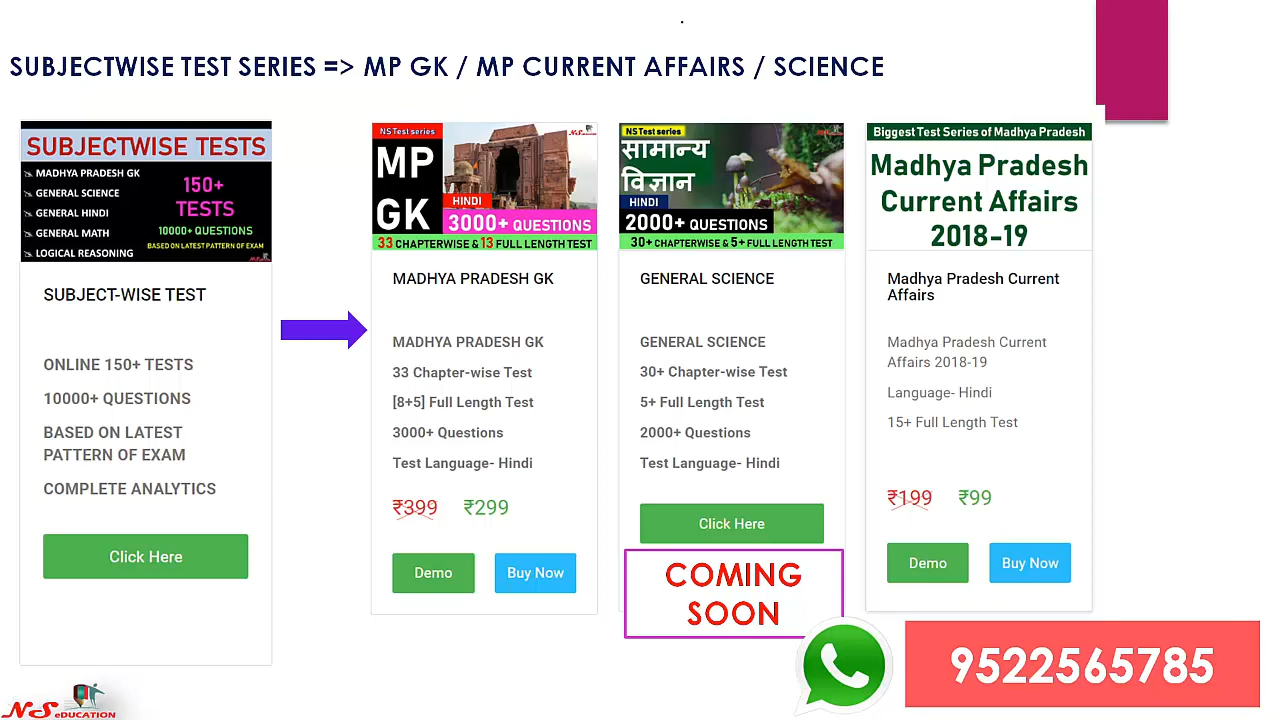 SUBJECTWISE TEST SERIES => MP GK / MP CURRENT AFFAIRS / SCIENCE
SUBJECTWISE TESTS
MADHYA PRADESH GK
GENERAL SCIENCE
GENERAL HINDI
GENERAL MATH
LOGICAL REASONING
150+
TESTS
10000+ QUESTIONS
BASED ON LATEST PATTERN OF EXAM
SUBJECT-WISE TEST
ONLINE 150+ TESTS
10000+ QUESTIONS
BASED ON LATEST
PATTERN OF EXAM
COMPLETE ANALYTICS
Click Here
NS Test series
MP
GK
HINDI
3000+ QUESTIONS
33 CHAPTERWISE & 13 FULL LENGTH TEST
MADHYA PRADESH GK
MADHYA PRADESH GK
33 Chapter-wise Test
[8+5] Full Length Test
3000+ Questions
Test Language- Hindi
₹399 ₹299
Demo Buy Now
NS Test series
सामान्य
विज्ञान
HINDI
2000+ QUESTIONS
30+ CHAPTERWISE & 5+ FULL LENGTH TEST
GENERAL SCIENCE
GENERAL SCIENCE
30+ Chapter-wise Test
5+ Full Length Test
2000+ Questions
Test Language- Hindi
Click Here
COMING
SOON
Biggest Test Series of Madhya Pradesh
Madhya Pradesh
Current Affairs
2018-19
Madhya Pradesh Current
Affairs
Madhya Pradesh Current
Affairs 2018-19
Language- Hindi
15+ Full Length Test
₹199 ₹99
Demo Buy Now
9522565785
NS eDUCATION